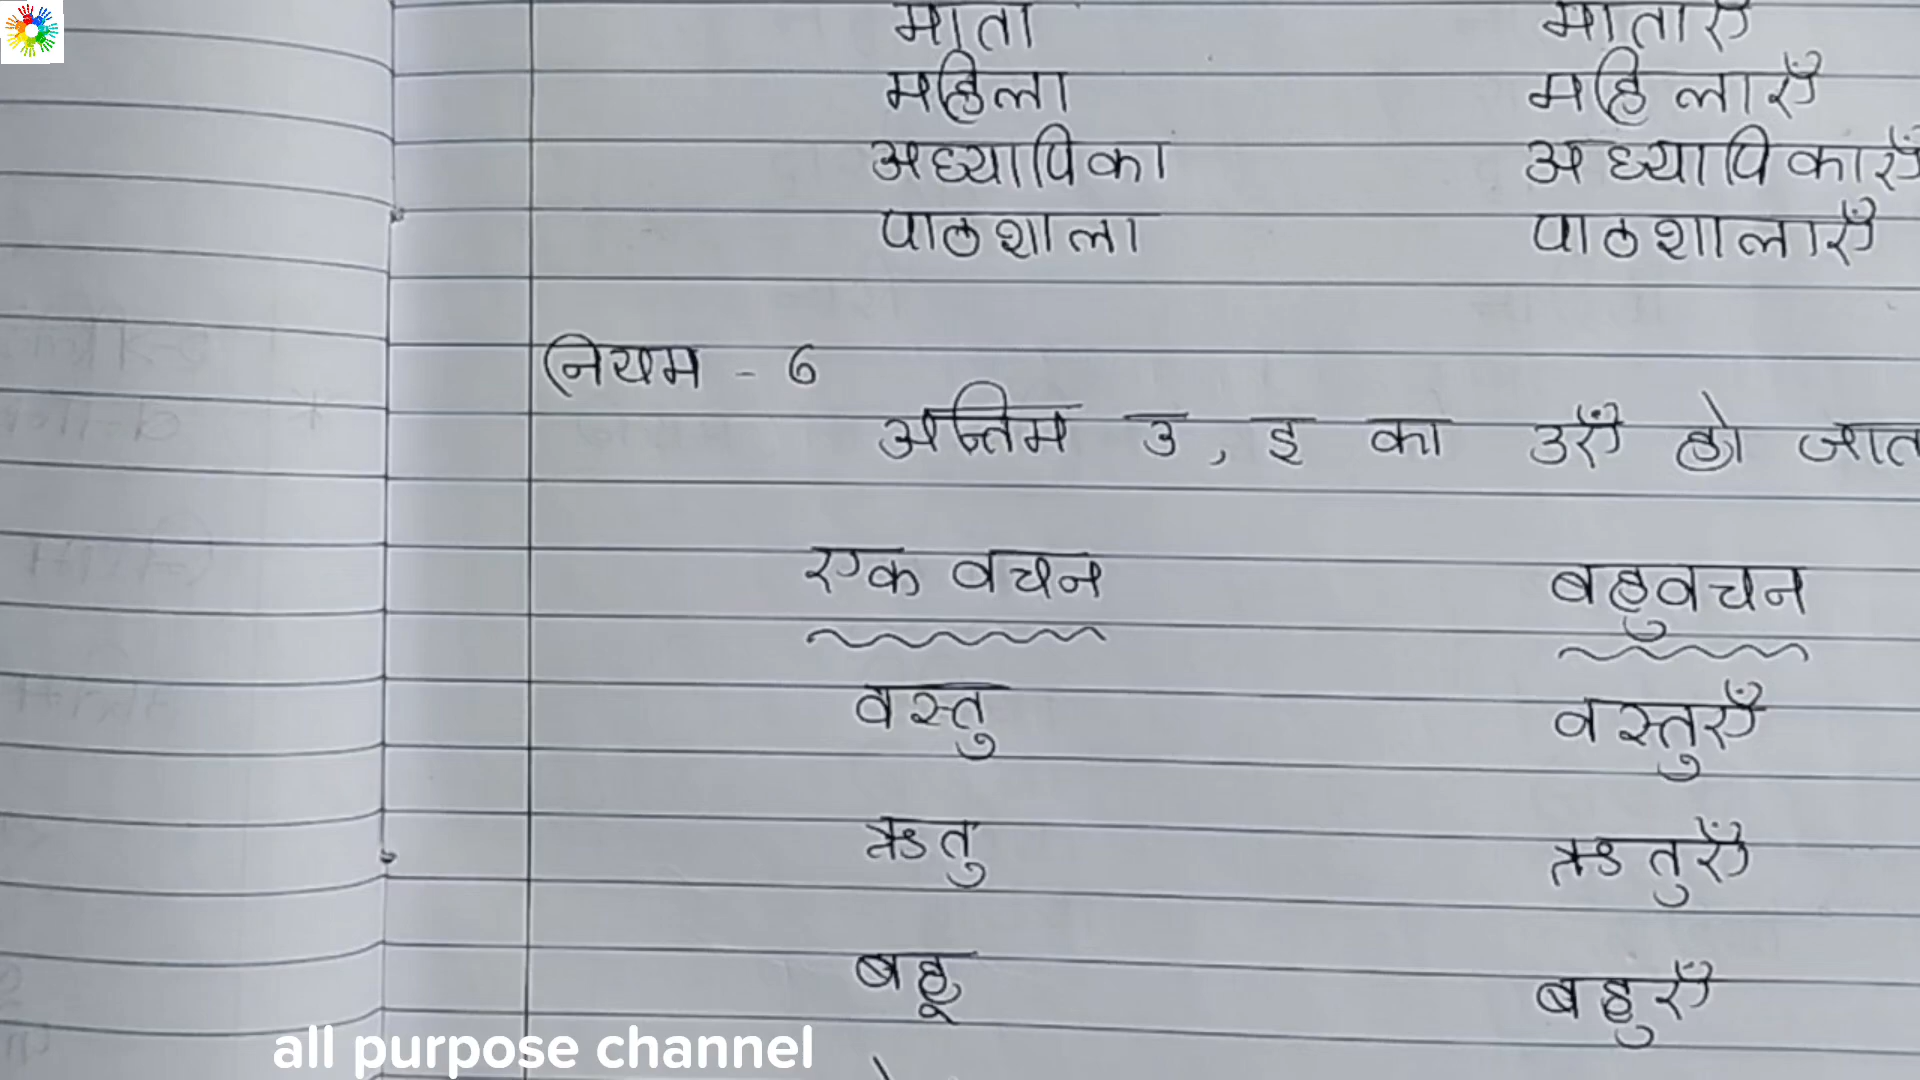 माता माताएँ
महिला महिलाएँ
अध्यापिका अध्यापिकाएँ
पाठशाला पाठशालाएँ
नियम - 6
अन्तिम उ, इ का उएँ हो जात
एक वचन बहुवचन
वस्तु वस्तुएँ
ऋतु ऋतुएँ
बहू बहुएँ
all purpose channel